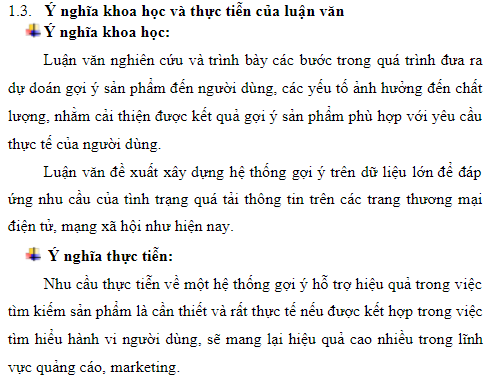 1.3. Ý nghĩa khoa học và thực tiễn của luận văn
Ý nghĩa khoa học:
Luận văn nghiên cứu và trình bày các bước trong quá trình đưa ra
dự doán gợi ý sản phẩm đến người dùng, các yếu tố ảnh hưởng đến chất
lượng, nhằm cải thiện được kết quả gợi ý sản phẩm phù hợp với yêu cầu
thực tế của người dùng.
Luận văn đề xuất xây dựng hệ thống gợi ý trên dữ liệu lớn để đáp
ứng nhu cầu của tình trạng quá tải thông tin trên các trang thương mại
điện tử, mạng xã hội như hiện nay.
Ý nghĩa thực tiễn:
Nhu cầu thực tiễn về một hệ thống gợi ý hỗ trợ hiệu quả trong việc
tìm kiếm sản phẩm là cần thiết và rất thực tế nếu được kết hợp trong việc
tìm hiểu hành vi người dùng, sẽ mang lại hiệu quả cao nhiều trong lĩnh
vực quảng cáo, marketing.